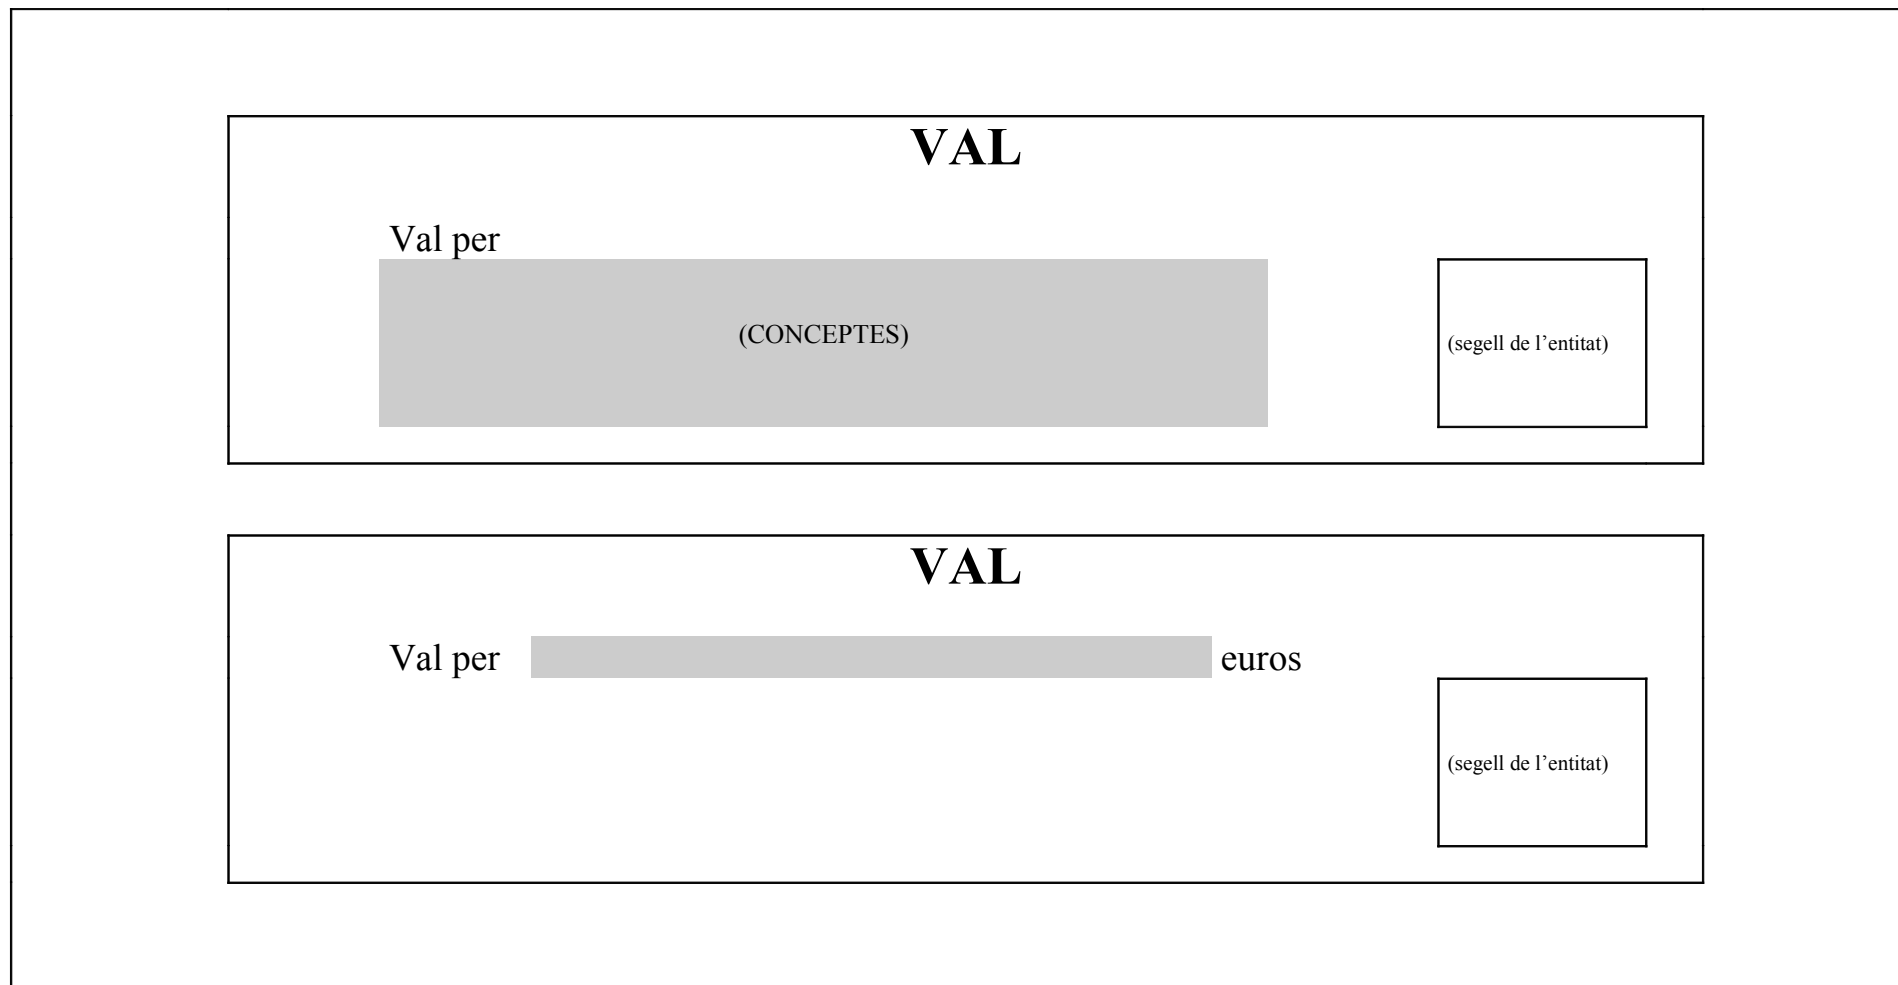 VAL
Val per
(CONCEPTES)
(segell de l’entitat)
VAL
Val per euros
(segell de l’entitat)